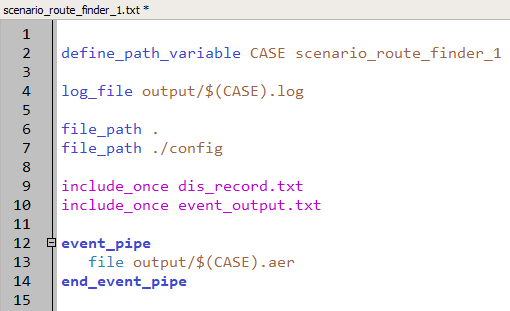 scenario_route_finder_1.txt *
1
2 define_path_variable CASE scenario_route_finder_1
3
4 log_file output/$(CASE).log
5
6 file_path .
7 file_path ./config
8
9 include_once dis_record.txt
10 include_once event_output.txt
11
12 event_pipe
13    file output/$(CASE).aer
14 end_event_pipe
15